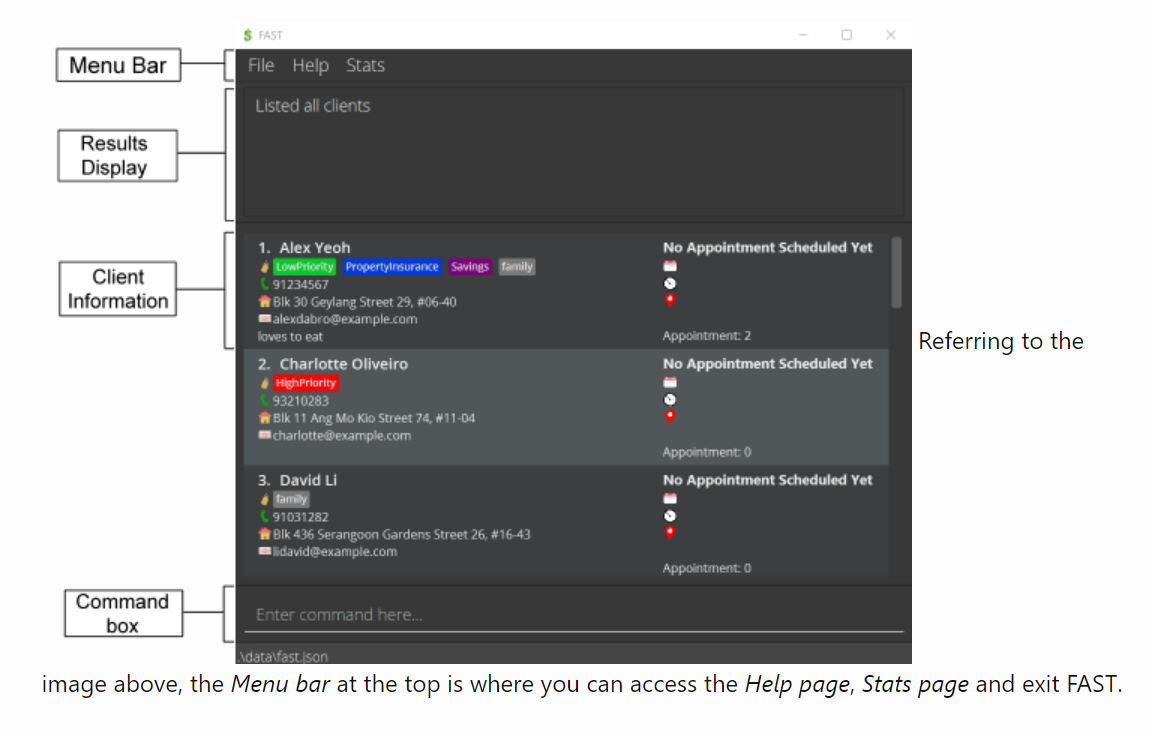 $ FAST
Menu Bar
File Help Stats
Results
Display
Listed all clients
Client
Information
1. Alex Yeoh
LowPriority PropertyInsurance Savings family
91234567
Blk 30 Geylang Street 29, #06-40
alexdabro@example.com
loves to eat
No Appointment Scheduled Yet
Appointment: 2
2. Charlotte Oliveiro
HighPriority
93210283
Blk 11 Ang Mo Kio Street 74, #11-04
charlotte@example.com
No Appointment Scheduled Yet
Appointment: 0
3. David Li
family
91031282
Blk 436 Serangoon Gardens Street 26, #16-43
lidavid@example.com
No Appointment Scheduled Yet
Appointment: 0
Command
box
Enter command here...
.\data\fast.json
Referring to the
image above, the Menu bar at the top is where you can access the Help page, Stats page and exit FAST.